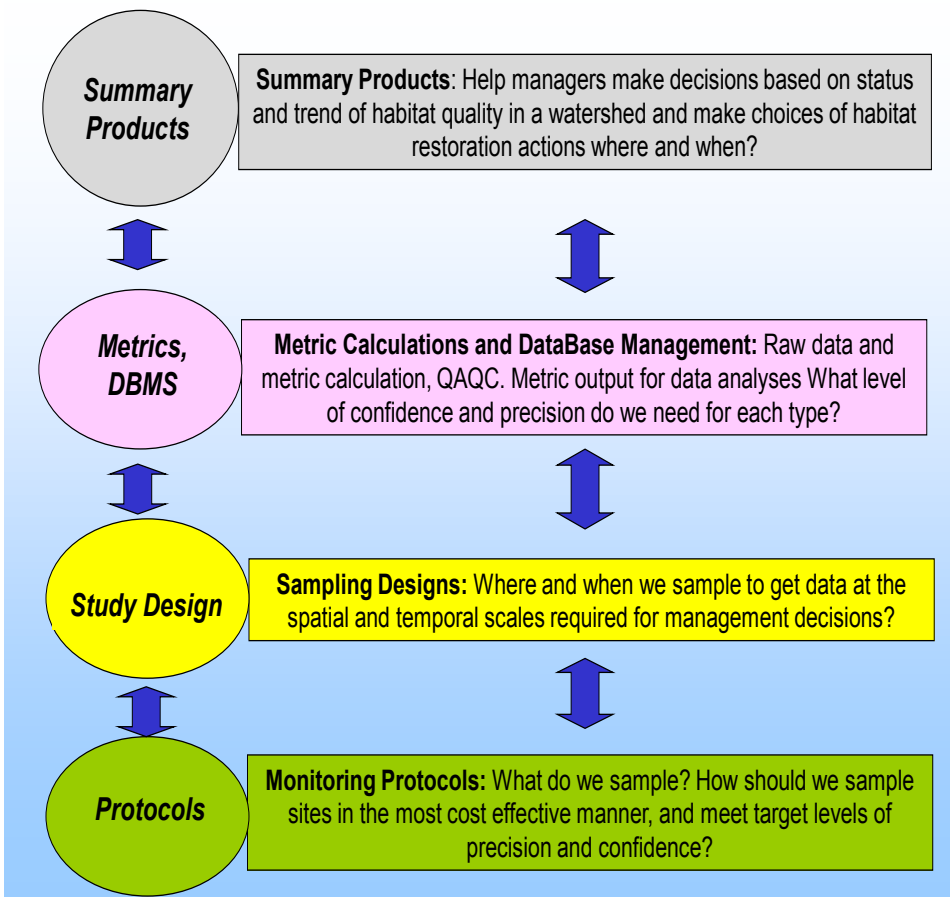 Summary
Products
Summary Products: Help managers make decisions based on status
and trend of habitat quality in a watershed and make choices of habitat
restoration actions where and when?
Metrics,
DBMS
Metric Calculations and DataBase Management: Raw data and
metric calculation, QAQC. Metric output for data analyses What level
of confidence and precision do we need for each type?
Study Design
Sampling Designs: Where and when we sample to get data at the
spatial and temporal scales required for management decisions?
Protocols
Monitoring Protocols: What do we sample? How should we sample
sites in the most cost effective manner, and meet target levels of
precision and confidence?